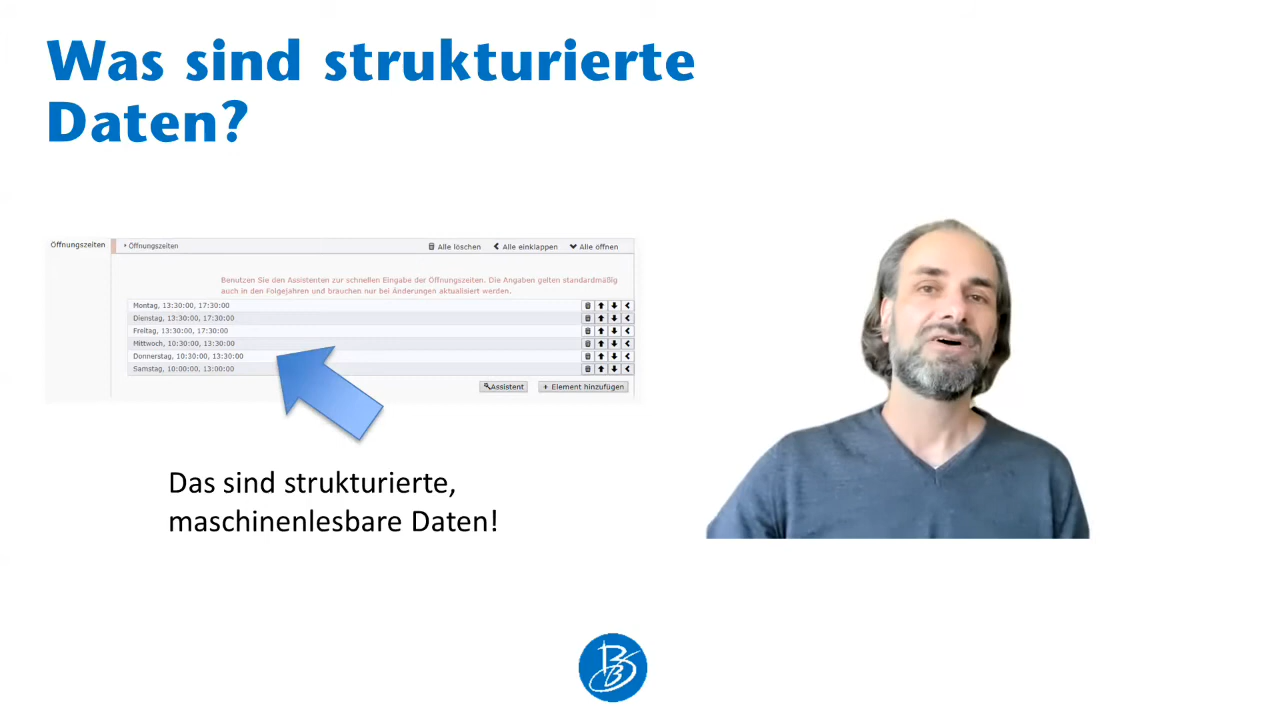 Was sind strukturierte
Daten?
Öffnungszeiten
Öffnungszeiten
Alle löschen Alle einklappen Alle öffnen
Benutzen Sie den Assistenten zur schnellen Eingabe der Öffnungszeiten. Die Angaben gelten standardmäßig
auch in den Folgejahren und brauchen nur bei Änderungen aktualisiert werden.
Montag, 13:30:00, 17:30:00
Dienstag, 13:30:00, 17:30:00
Freitag, 13:30:00, 17:30:00
Mittwoch, 10:30:00, 13:30:00
Donnerstag, 10:30:00, 13:30:00
Samstag, 10:00:00, 13:00:00
Assistent + Element hinzufügen
Das sind strukturierte,
maschinenlesbare Daten!